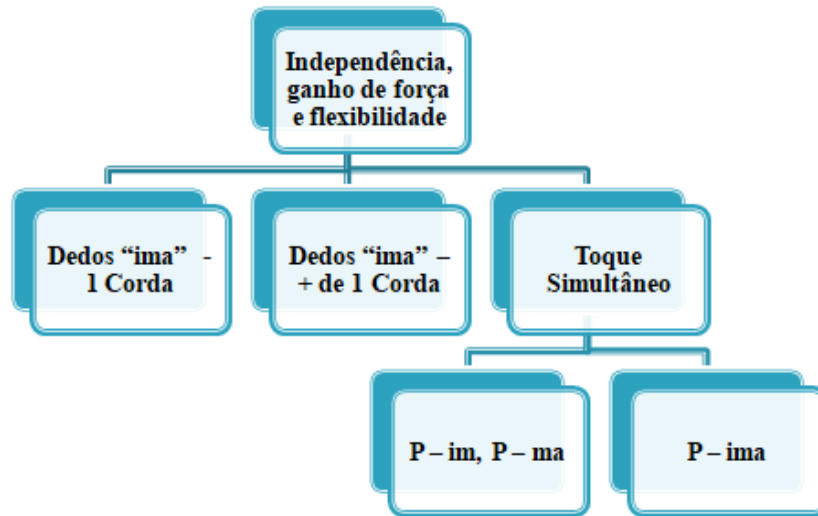 Independência,
ganho de força
e flexibilidade
Dedos “ima” -
1 Corda
Dedos “ima” –
+ de 1 Corda
Toque
Simultâneo
P – im, P – ma
P – ima